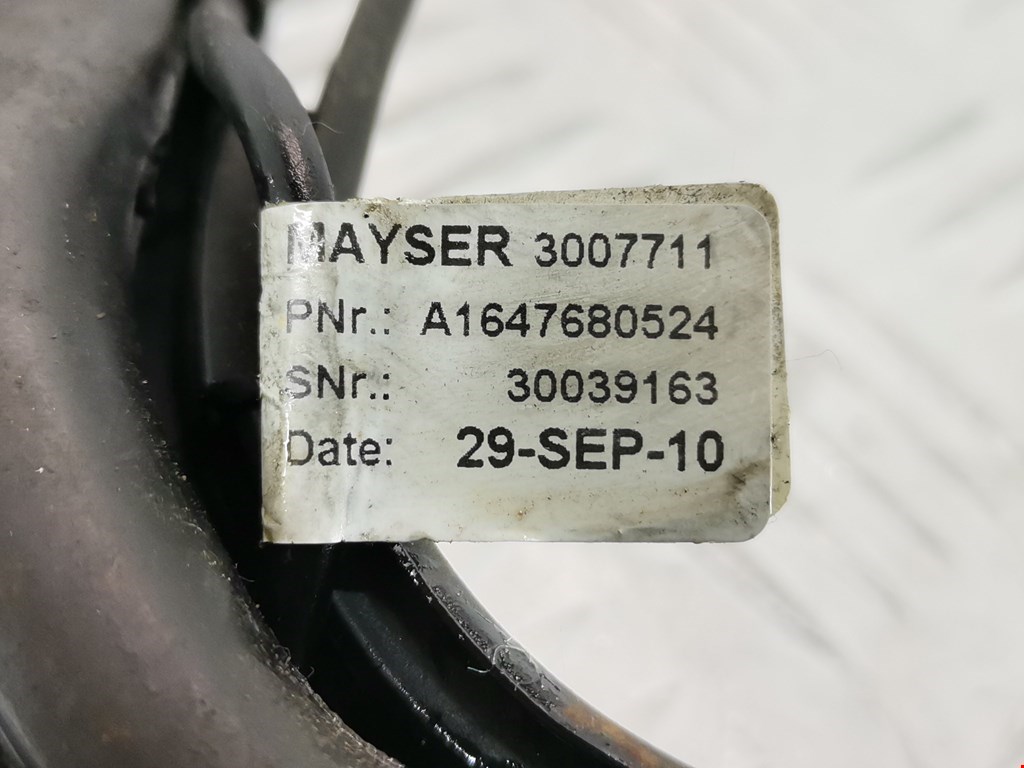 MAYSER 3007711
PNr.: A1647680524
SNr.: 30039163
Date: 29-SEP-10